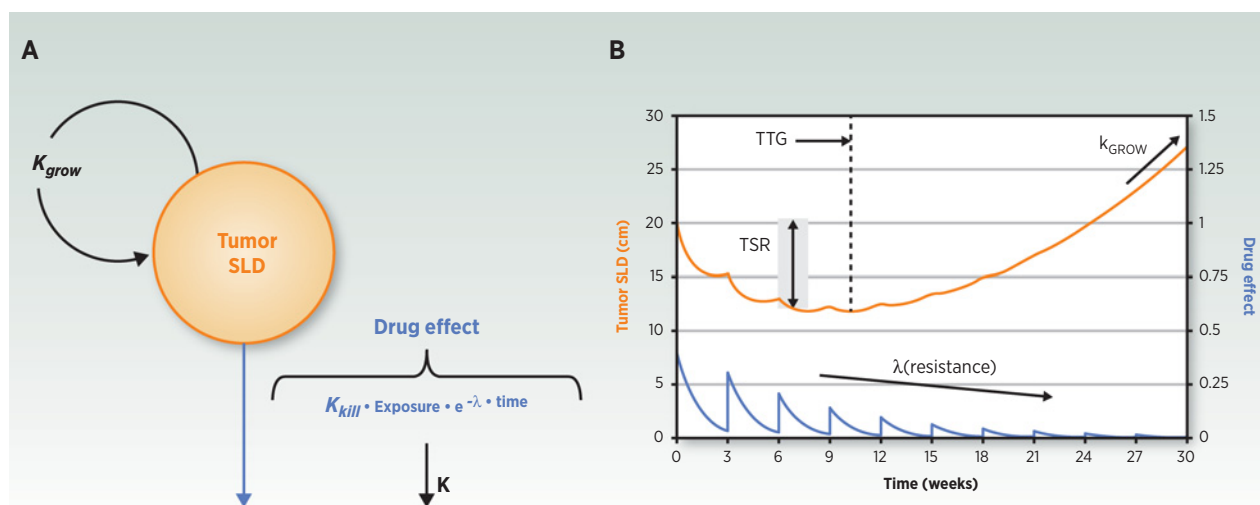 A
K_grow
Tumor
SLD
Drug effect
K_kill • Exposure • e^-λ • time
K
B
Tumor SLD (cm)
30
25
20
15
10
5
0
TTG
TSR
k_GROW
λ(resistance)
1.5
1.25
1
0.75
0.5
0.25
0
Drug effect
0 3 6 9 12 15 18 21 24 27 30
Time (weeks)